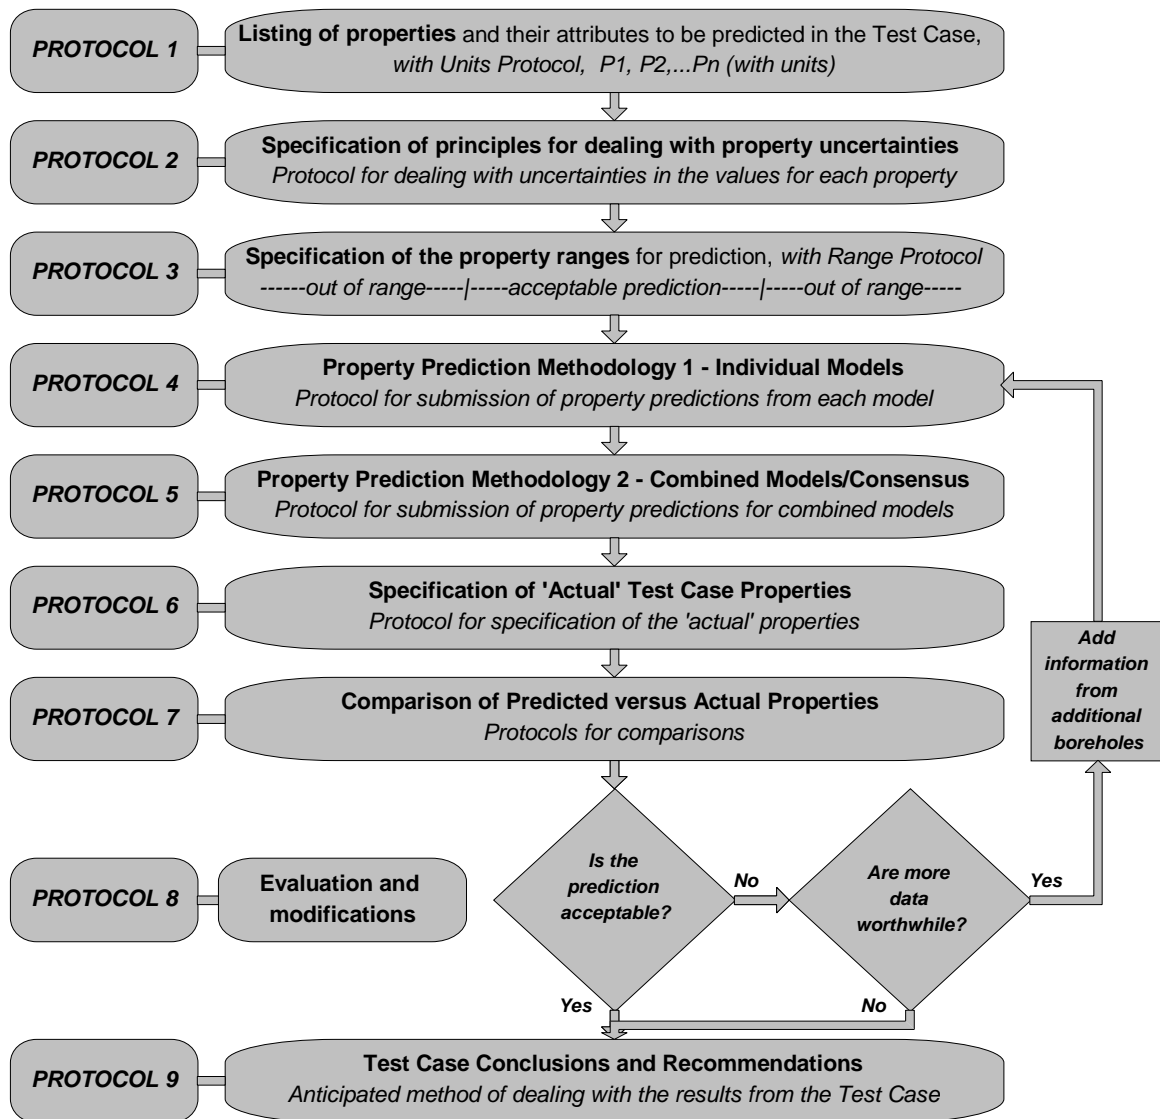 PROTOCOL 1
Listing of properties and their attributes to be predicted in the Test Case,
with Units Protocol, P1, P2,...Pn (with units)
PROTOCOL 2
Specification of principles for dealing with property uncertainties
Protocol for dealing with uncertainties in the values for each property
PROTOCOL 3
Specification of the property ranges for prediction, with Range Protocol
------out of range-----|-----acceptable prediction-----|-----out of range-----
PROTOCOL 4
Property Prediction Methodology 1 - Individual Models
Protocol for submission of property predictions from each model
PROTOCOL 5
Property Prediction Methodology 2 - Combined Models/Consensus
Protocol for submission of property predictions for combined models
PROTOCOL 6
Specification of 'Actual' Test Case Properties
Protocol for specification of the 'actual' properties
Add
information
from
additional
boreholes
PROTOCOL 7
Comparison of Predicted versus Actual Properties
Protocols for comparisons
PROTOCOL 8
Evaluation and
modifications
Is the
prediction
acceptable?
No
Are more
data
worthwhile?
Yes
Yes
No
PROTOCOL 9
Test Case Conclusions and Recommendations
Anticipated method of dealing with the results from the Test Case